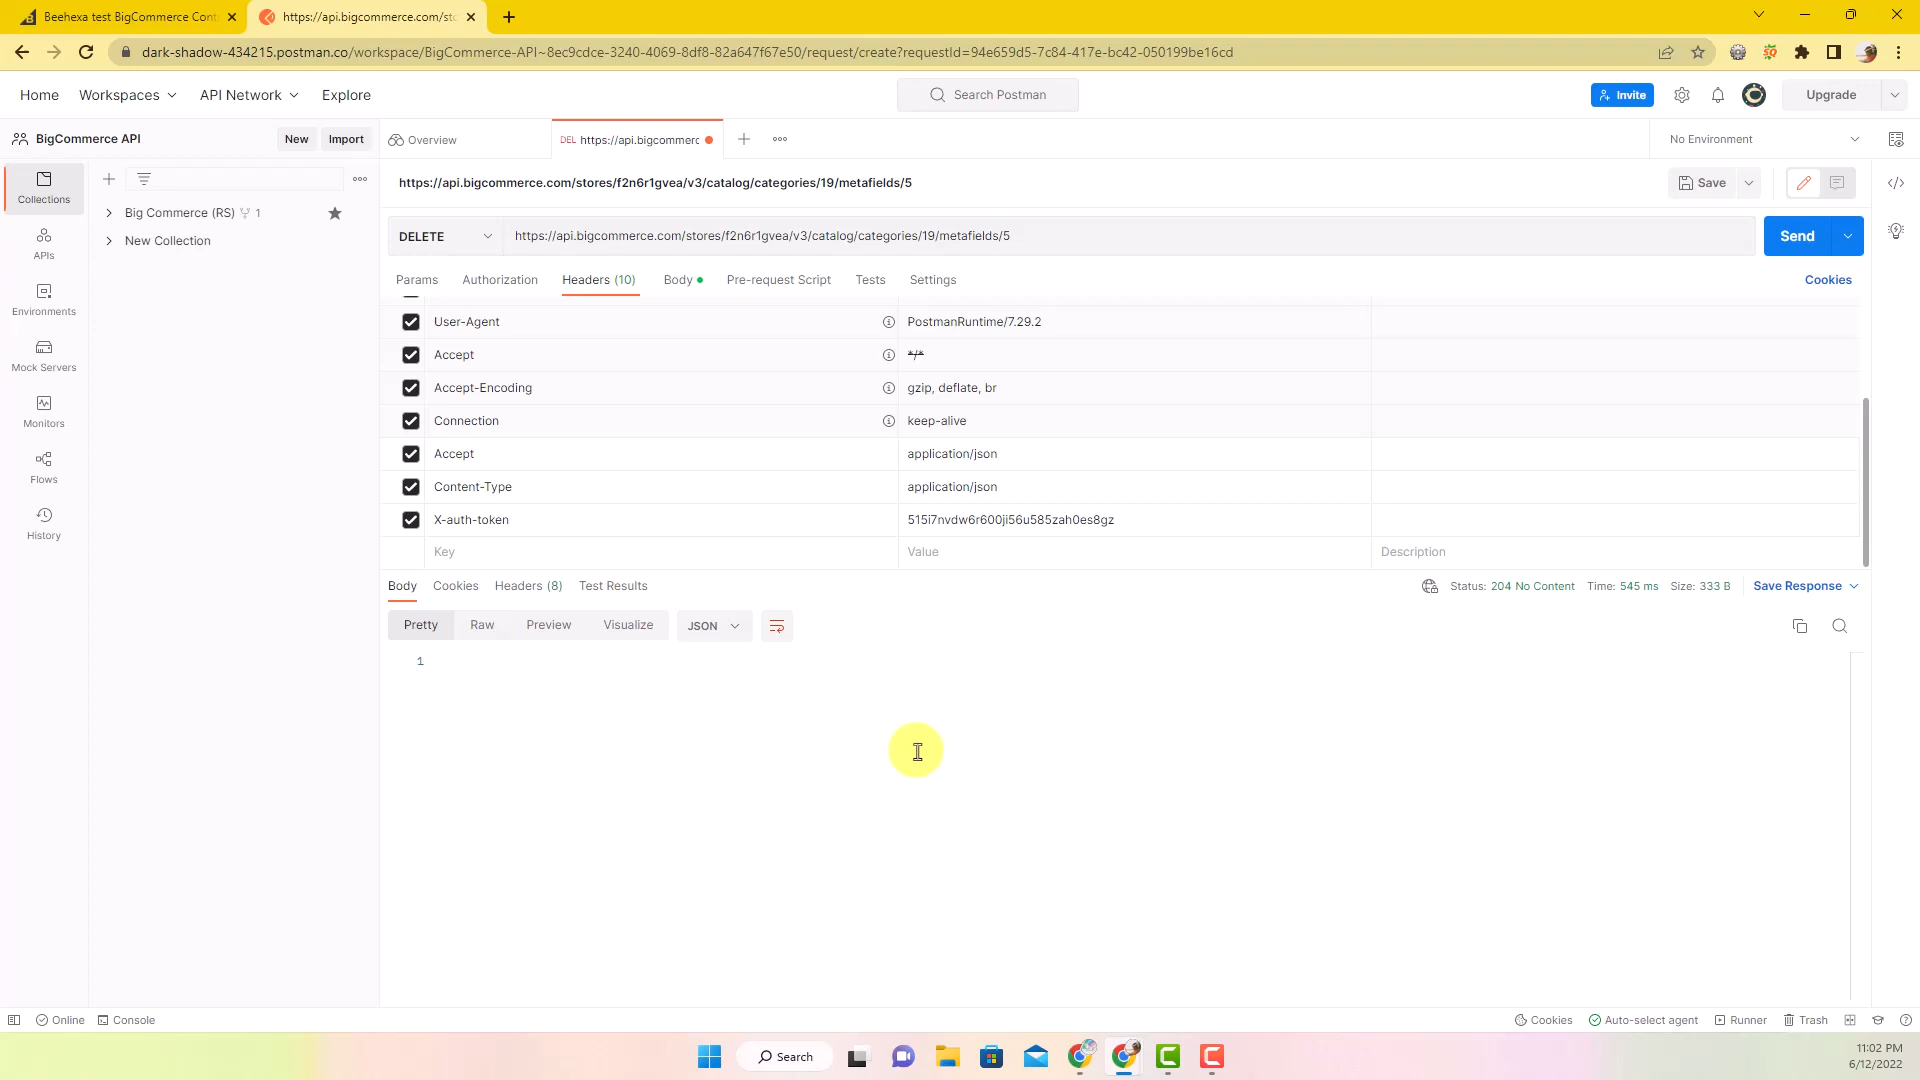 Beehexa test BigCommerce Cont
https://api.bigcommerce.com/sto
dark-shadow-434215.postman.co/workspace/BigCommerce-API~8ec9cdce-3240-4069-8df8-82a647f67e50/request/create?requestId=94e659d5-7c84-417e-bc42-050199be16cd
Home Workspaces API Network Explore Search Postman Invite Upgrade
BigCommerce API New Import Overview DEL https://api.bigcommerc No Environment
https://api.bigcommerce.com/stores/f2n6r1gvea/v3/catalog/categories/19/metafields/5 Save
Collections
Big Commerce (RS) 1
New Collection
APIs
Environments
Mock Servers
Monitors
Flows
History
DELETE https://api.bigcommerce.com/stores/f2n6r1gvea/v3/catalog/categories/19/metafields/5 Send
Params Authorization Headers (10) Body Pre-request Script Tests Settings Cookies
User-Agent PostmanRuntime/7.29.2
Accept */*
Accept-Encoding gzip, deflate, br
Connection keep-alive
Accept application/json
Content-Type application/json
X-auth-token 515i7nvdw6r600ji56u585zah0es8gz
Key Value Description
Body Cookies Headers (8) Test Results Status: 204 No Content Time: 545 ms Size: 333 B Save Response
Pretty Raw Preview Visualize JSON
1
Online Console Cookies Auto-select agent Runner Trash
Search
11:02 PM
6/12/2022